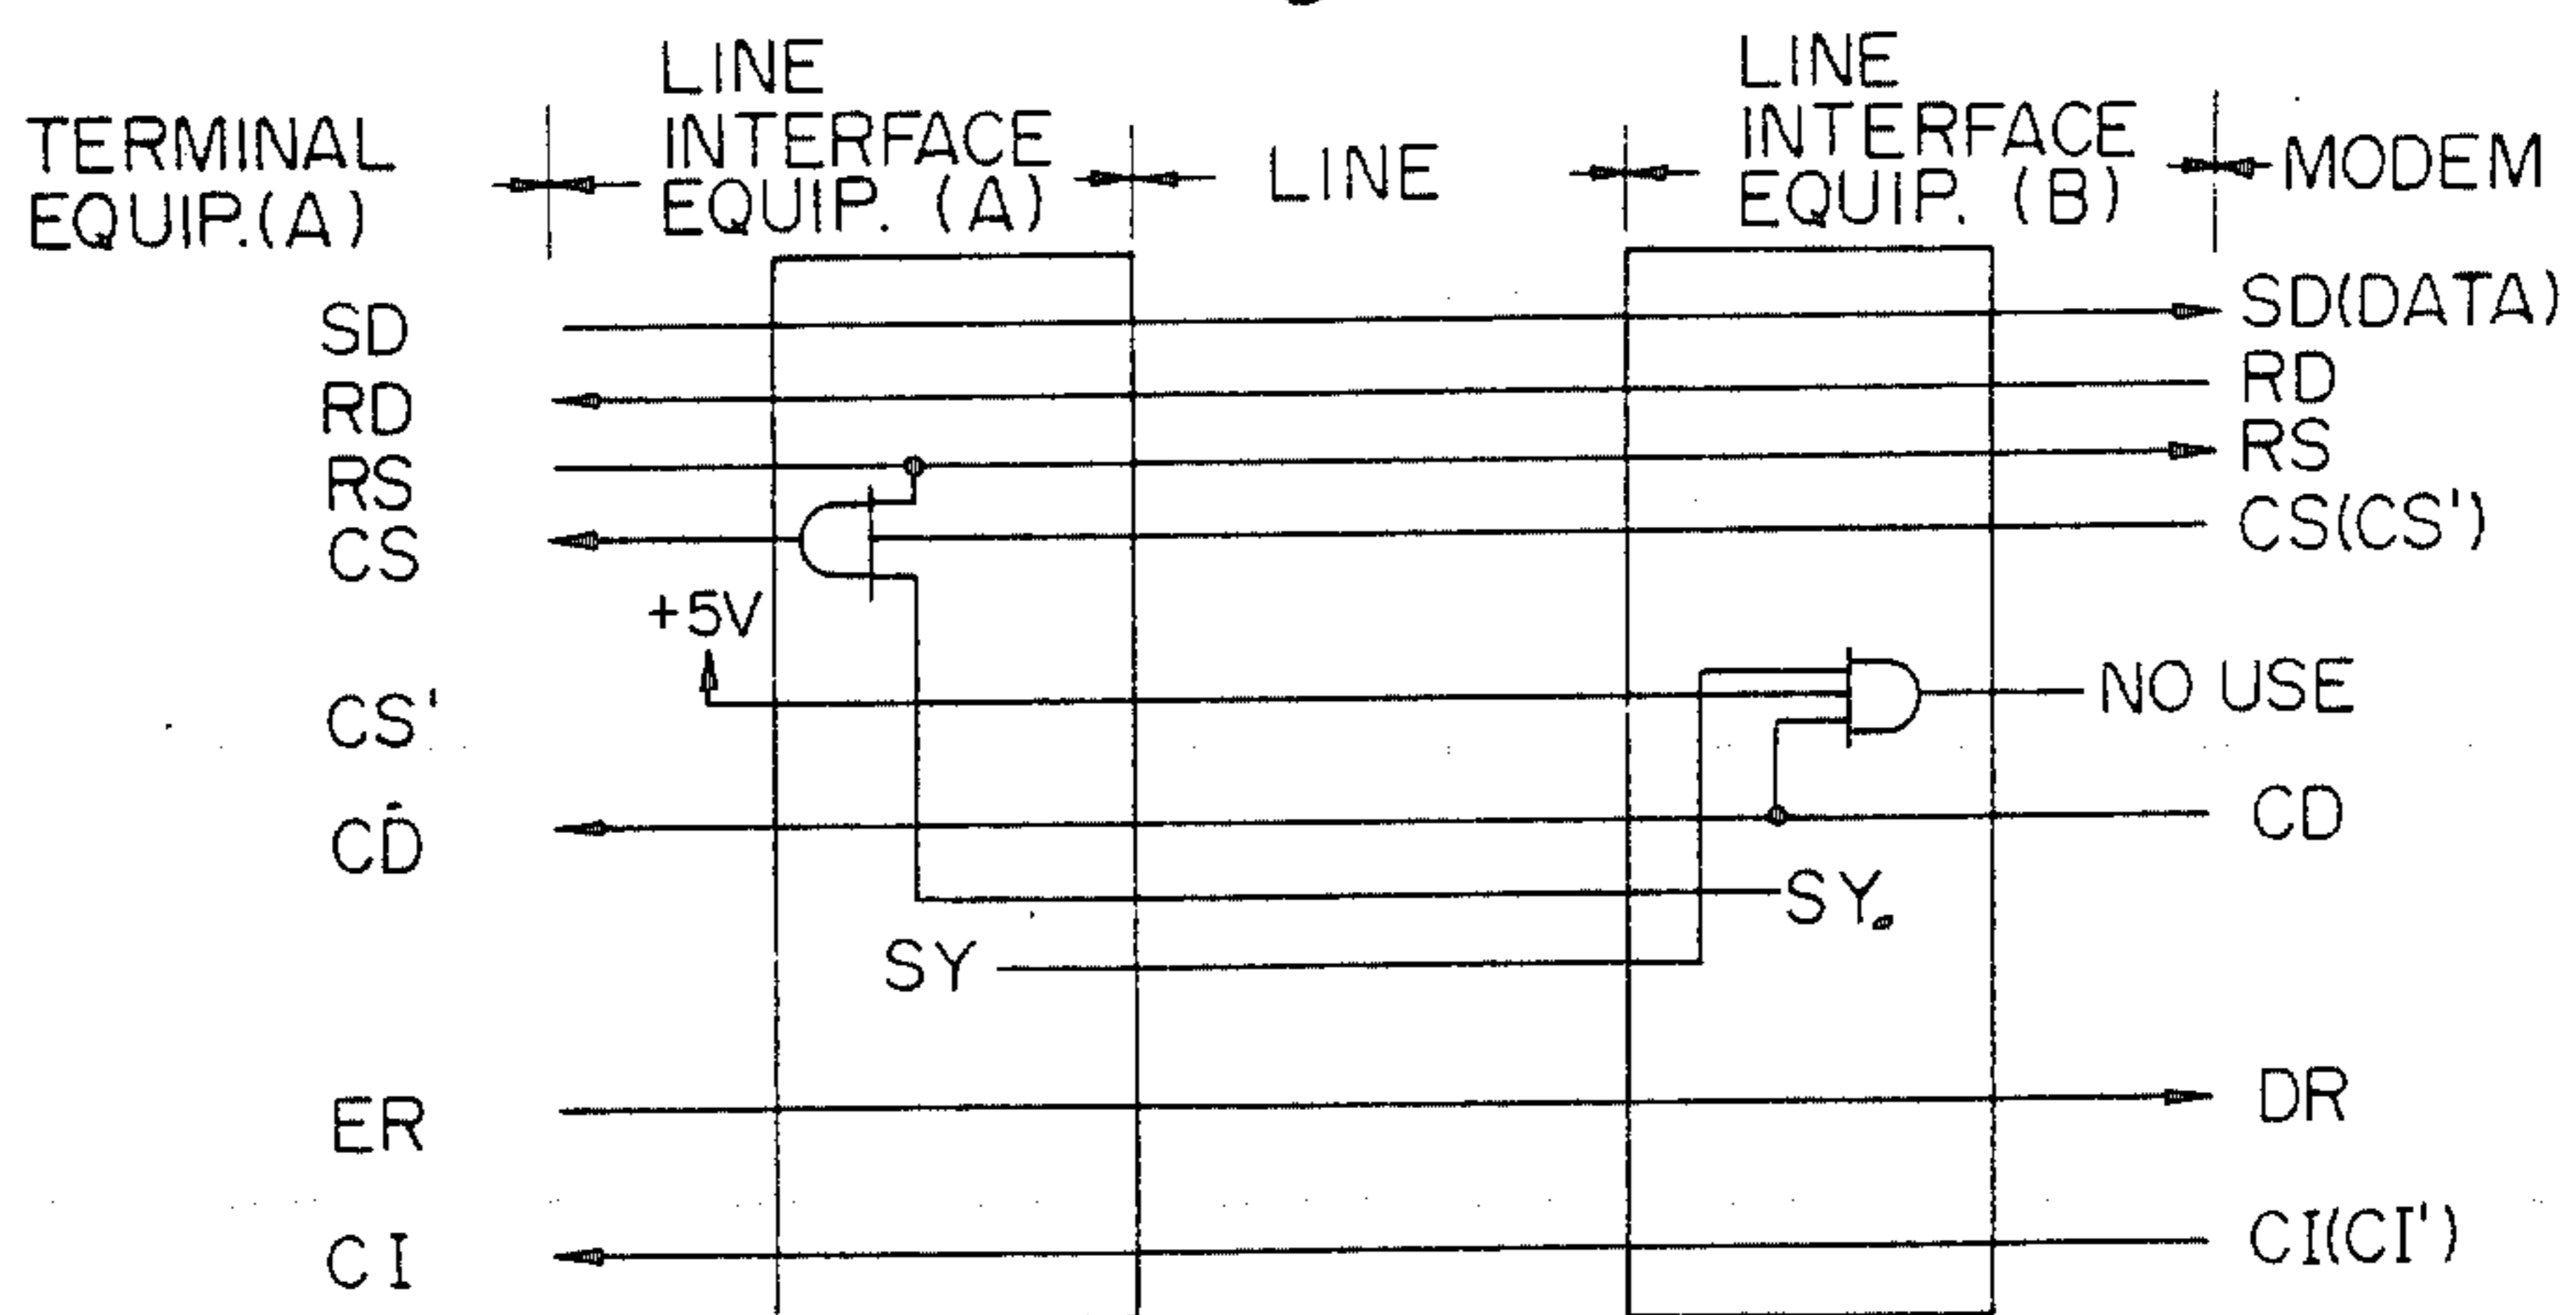 TERMINAL
EQUIP.(A)
LINE
INTERFACE
EQUIP. (A)
LINE
LINE
INTERFACE
EQUIP. (B)
MODEM
SD
SD(DATA)
RD
RD
RS
RS
CS
CS(CS')
+5V
CS'
NO USE
CD
CD
SY
SY
ER
DR
CI
CI(CI')